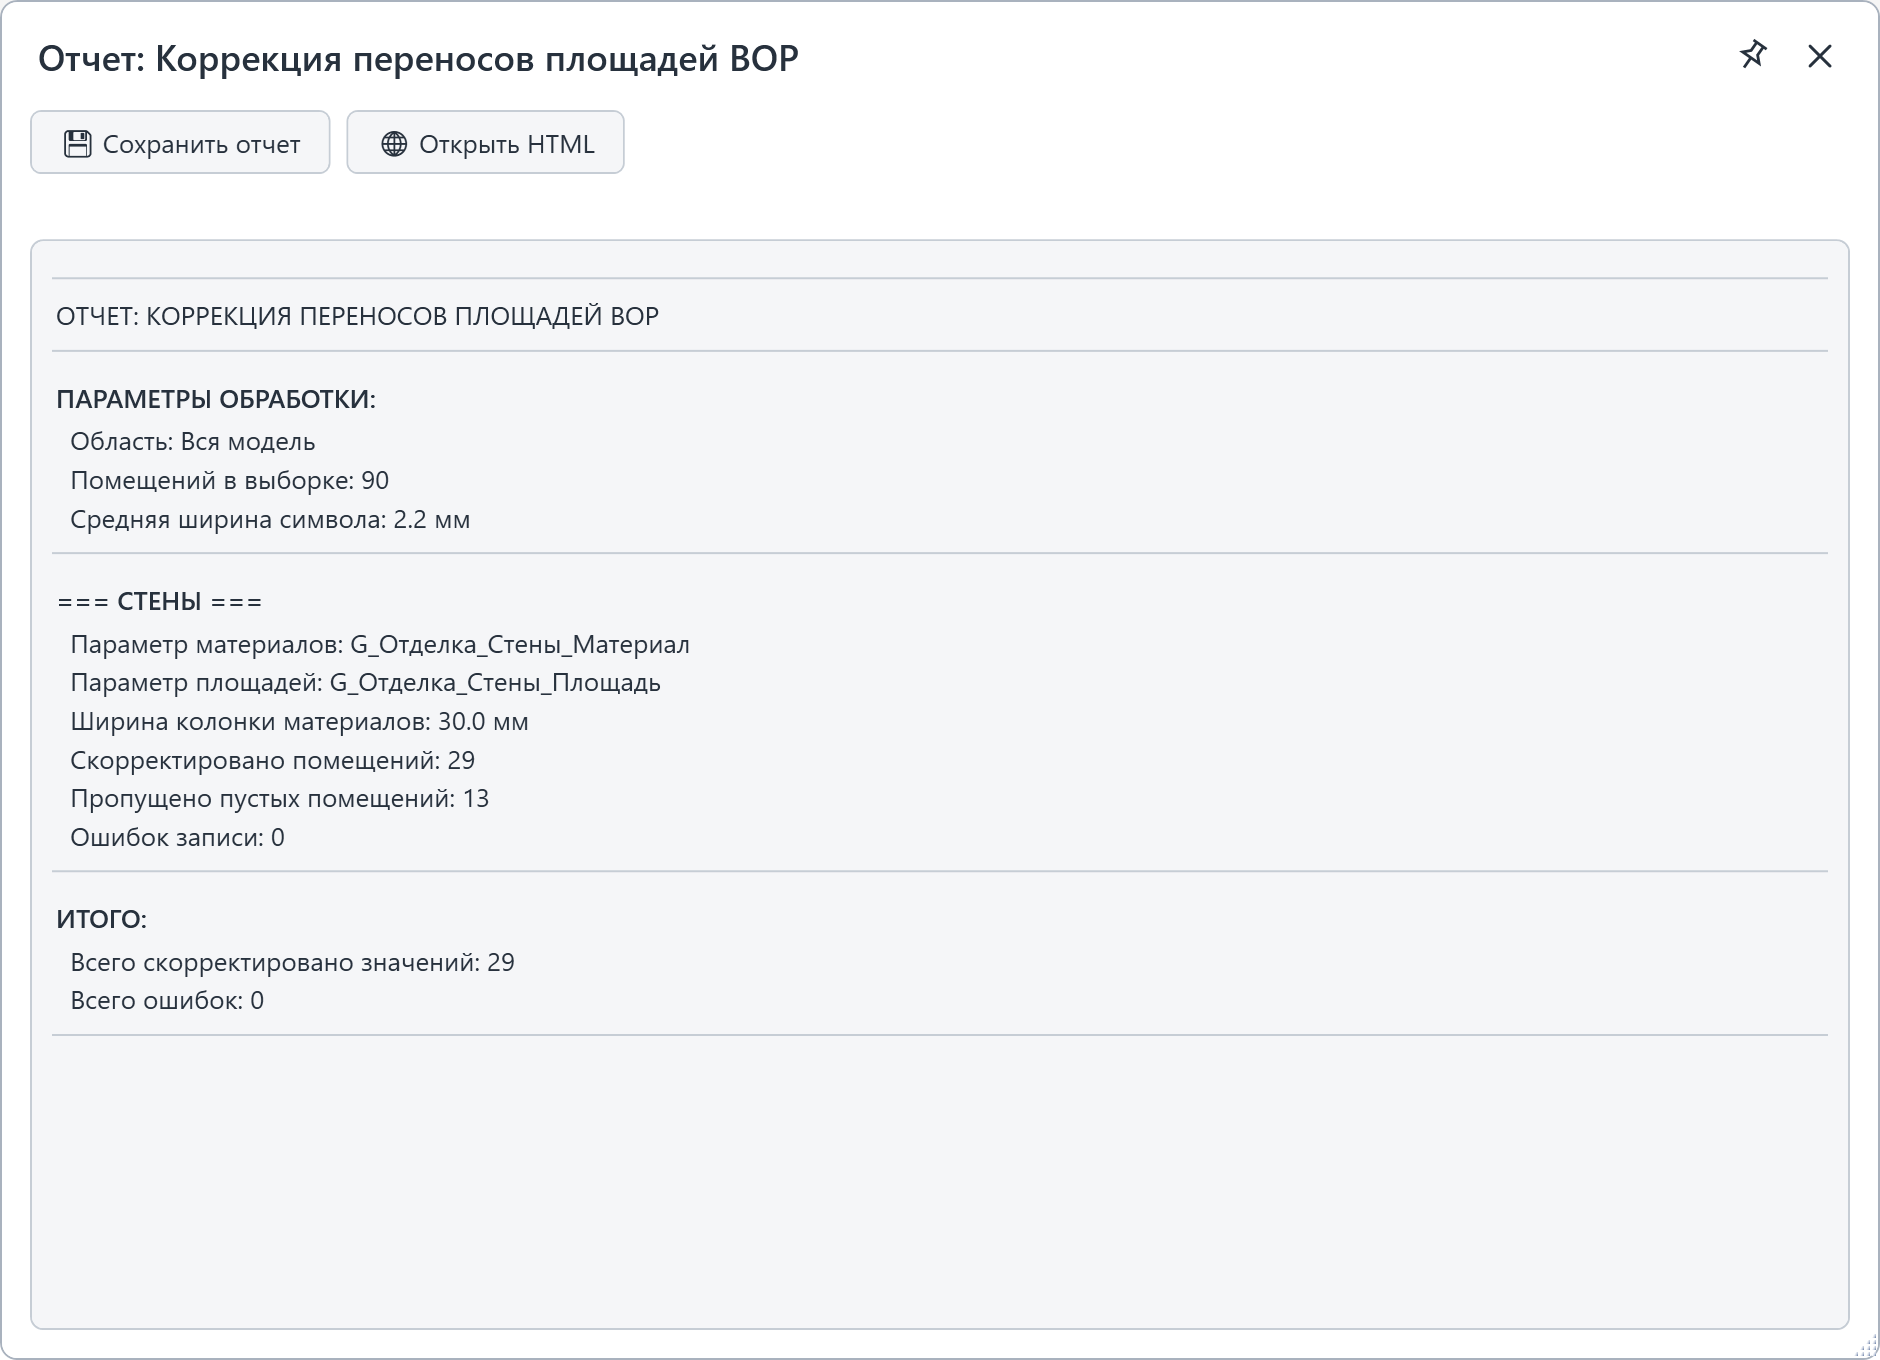 Отчет: Коррекция переносов площадей ВОР
Сохранить отчет
Открыть HTML
ОТЧЕТ: КОРРЕКЦИЯ ПЕРЕНОСОВ ПЛОЩАДЕЙ ВОР
ПАРАМЕТРЫ ОБРАБОТКИ:
Область: Вся модель
Помещений в выборке: 90
Средняя ширина символа: 2.2 мм
=== СТЕНЫ ===
Параметр материалов: G_Отделка_Стены_Материал
Параметр площадей: G_Отделка_Стены_Площадь
Ширина колонки материалов: 30.0 мм
Скорректировано помещений: 29
Пропущено пустых помещений: 13
Ошибок записи: 0
ИТОГО:
Всего скорректировано значений: 29
Всего ошибок: 0